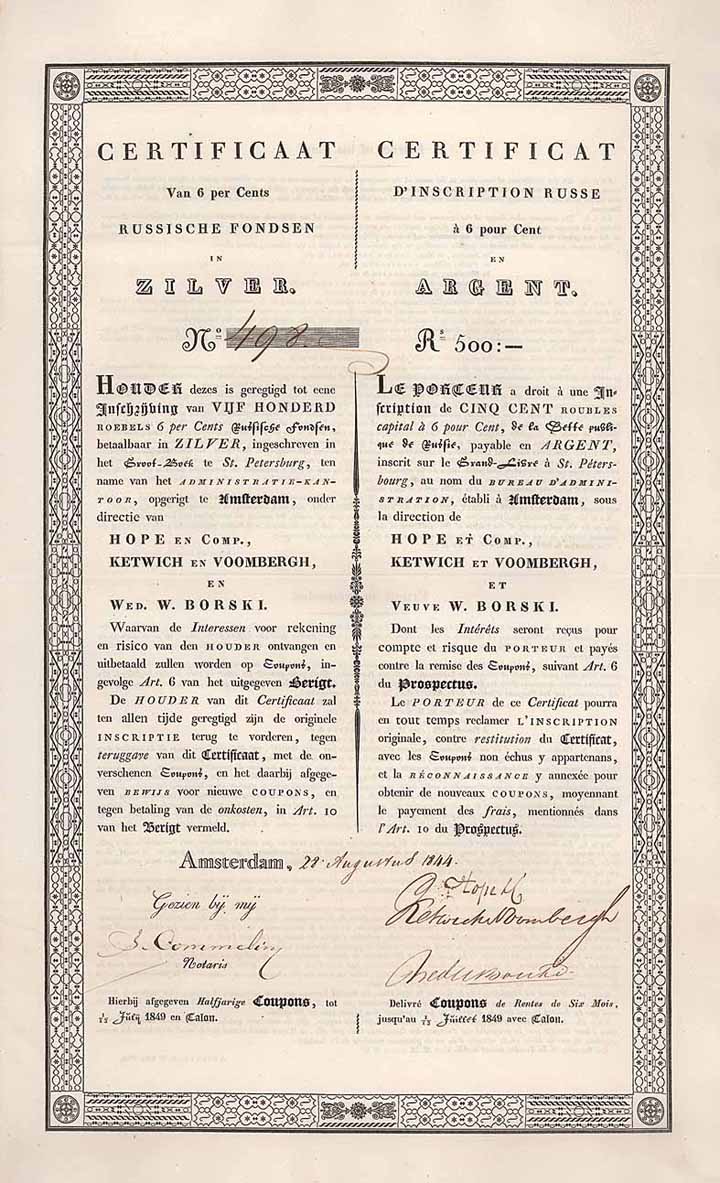 CERTIFICAAT
Van 6 per Cents
RUSSISCHE FONDSEN
IN
ZILVER.
Nº 498.
HOUDER dezes is geregtigd tot eene
Inschrijving van VIJF HONDERD
ROEBELS 6 per Cents Russische Fondsen,
betaalbaar in ZILVER, ingeschreven in
het Groot-Boek te St. Petersburg, ten
name van het ADMINISTRATIE-KAN-
TOOR, opgerigt te Amsterdam, onder
directie van
HOPE EN COMP.,
KETWICH EN VOOMBERGH,
EN
WED. W. BORSKI.
Waarvan de Interessen voor rekening
en risico van den HOUDER ontvangen en
uitbetaald zullen worden op Coupons, in-
gevolge Art. 6 van het uitgegeven Berigt.
De HOUDER van dit Certificaat zal
ten allen tijde geregtigd zijn de originele
INSCRIPTIE terug te vorderen, tegen
teruggave van dit Certificaat, met de on-
verschenen Coupons, en het daarbij afgege-
ven BEWIJS voor nieuwe COUPONS, en
tegen betaling van de onkosten, in Art. 10
van het Berigt vermeld.
CERTIFICAT
D'INSCRIPTION RUSSE
à 6 pour Cent
EN
ARGENT.
Rs 500:—
LE PORTEUR a droit à une In-
scription de CINQ CENT ROUBLES
capital à 6 pour Cent, de la Dette publi-
que de Russie, payable en ARGENT,
inscrit sur le Grand-Livre à St. Péters-
bourg, au nom du BUREAU D'ADMINI-
STRATION, établi à Amsterdam, sous
la direction de
HOPE ET COMP.,
KETWICH ET VOOMBERGH,
ET
VEUVE W. BORSKI.
Dont les Intérêts seront reçus pour
compte et risque du PORTEUR et payés
contre la remise des Coupons, suivant Art. 6
du Prospectus.
Le PORTEUR de ce Certificat pourra
en tout temps reclamer L'INSCRIPTION
originale, contre restitution du Certificat,
avec les Coupons non échus y appartenans,
et la RÉCONNAISSANCE y annexée pour
obtenir de nouveaux COUPONS, moyennant
le payement des frais, mentionnés dans
l'Art. 10 du Prospectus.
Amsterdam, 28 Augustus 1844.
Gezien bij mij
J. Commelin
Notaris
Hope &
Ketwich Voombergh
Wed W Borski
Hierbij afgegeven Halfjarige Coupons, tot
1/13 Julij 1849 en Talon.
Delivré Coupons de Rentes de Six Mois,
jusqu'au 1/13 Juillet 1849 avec Talon.